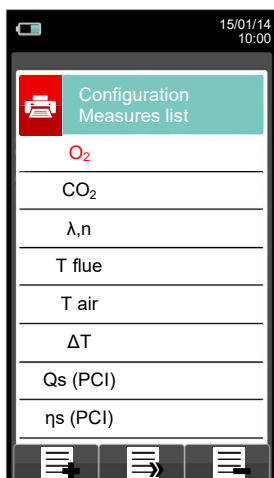 15/01/14
10:00
Configuration
Measures list
O₂
CO₂
λ,n
T flue
T air
ΔT
Qs (PCI)
ηs (PCI)